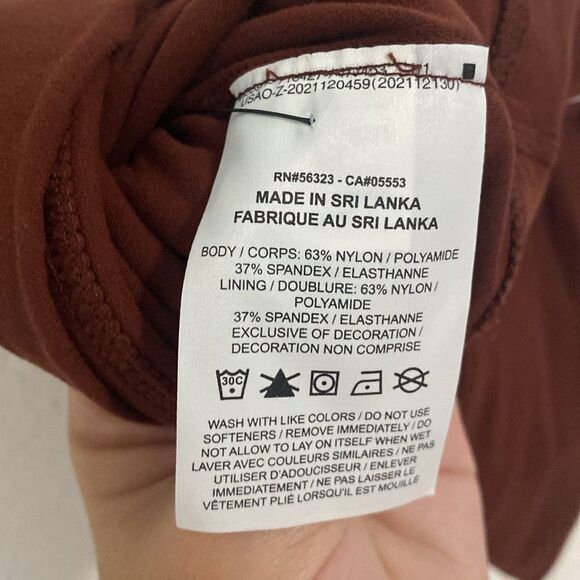 USAO-Z-2021120459(202112130)
RN#56323 - CA#05553
MADE IN SRI LANKA
FABRIQUE AU SRI LANKA
BODY / CORPS: 63% NYLON / POLYAMIDE
37% SPANDEX / ELASTHANNE
LINING / DOUBLURE: 63% NYLON /
POLYAMIDE
37% SPANDEX / ELASTHANNE
EXCLUSIVE OF DECORATION /
DECORATION NON COMPRISE
30C
WASH WITH LIKE COLORS / DO NOT USE
SOFTENERS / REMOVE IMMEDIATELY / DO
NOT ALLOW TO LAY ON ITSELF WHEN WET
LAVER AVEC COULEURS SIMILAIRES / NE PAS
UTILISER D'ADOUCISSEUR / ENLEVER
IMMEDIATEMENT / NE PAS LAISSER LE
VÊTEMENT PLIÉ LORSQU'IL EST MOUILLÉ